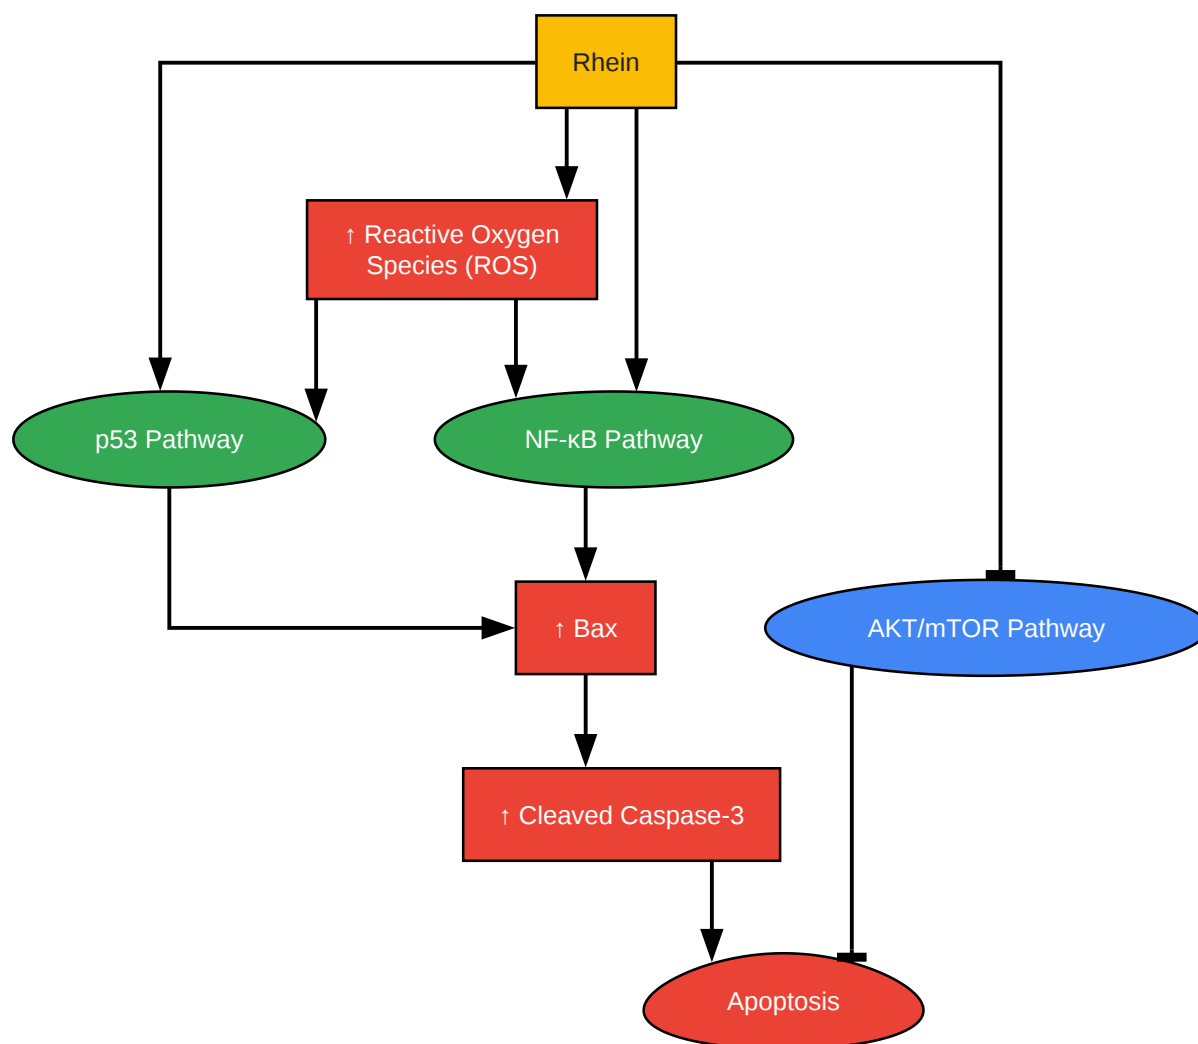 Rhein
↑ Reactive Oxygen
Species (ROS)
p53 Pathway
NF-κB Pathway
↑ Bax
AKT/mTOR Pathway
↑ Cleaved Caspase-3
Apoptosis